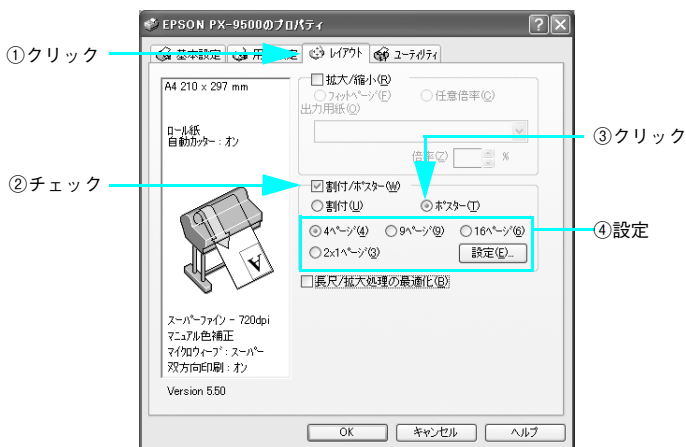 EPSON PX-9500のプロパティ
①クリック
基本設定
レイアウト
ユーティリティ
A4 210 x 297 mm
ロール紙
自動カッター : オン
スーパーファイン - 720dpi
マニュアル色補正
マイクロウィーブ : スーパー
双方向印刷 : オン
Version 5.50
拡大/縮小(R)
フィットページ(F)
任意倍率(C)
出力用紙(O)
倍率(Z)
%
③クリック
②チェック
割付/ポスター(W)
割付(U)
ポスター(T)
4ページ(4)
9ページ(9)
16ページ(6)
2x1ページ(3)
設定(E)...
④設定
長尺/拡大処理の最適化(B)
A
OK
キャンセル
ヘルプ